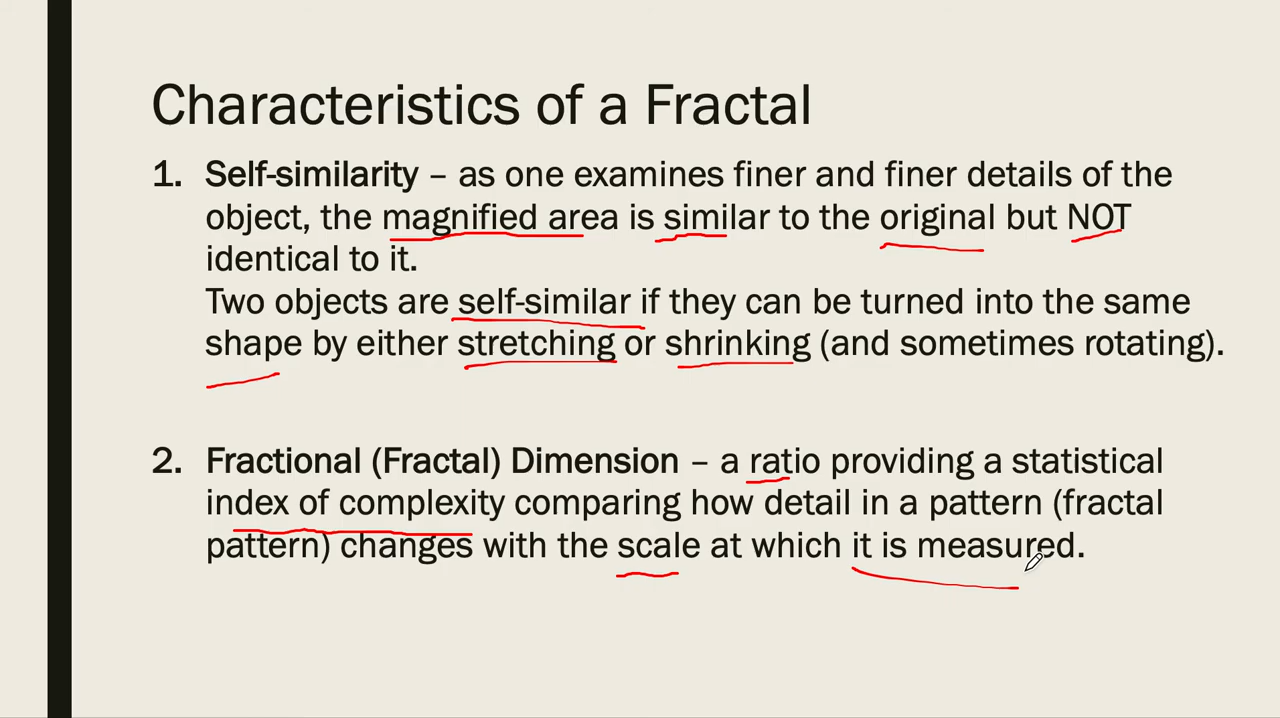 Characteristics of a Fractal
1. Self-similarity – as one examines finer and finer details of the
object, the magnified area is similar to the original but NOT
identical to it.
Two objects are self-similar if they can be turned into the same
shape by either stretching or shrinking (and sometimes rotating).
2. Fractional (Fractal) Dimension – a ratio providing a statistical
index of complexity comparing how detail in a pattern (fractal
pattern) changes with the scale at which it is measured.